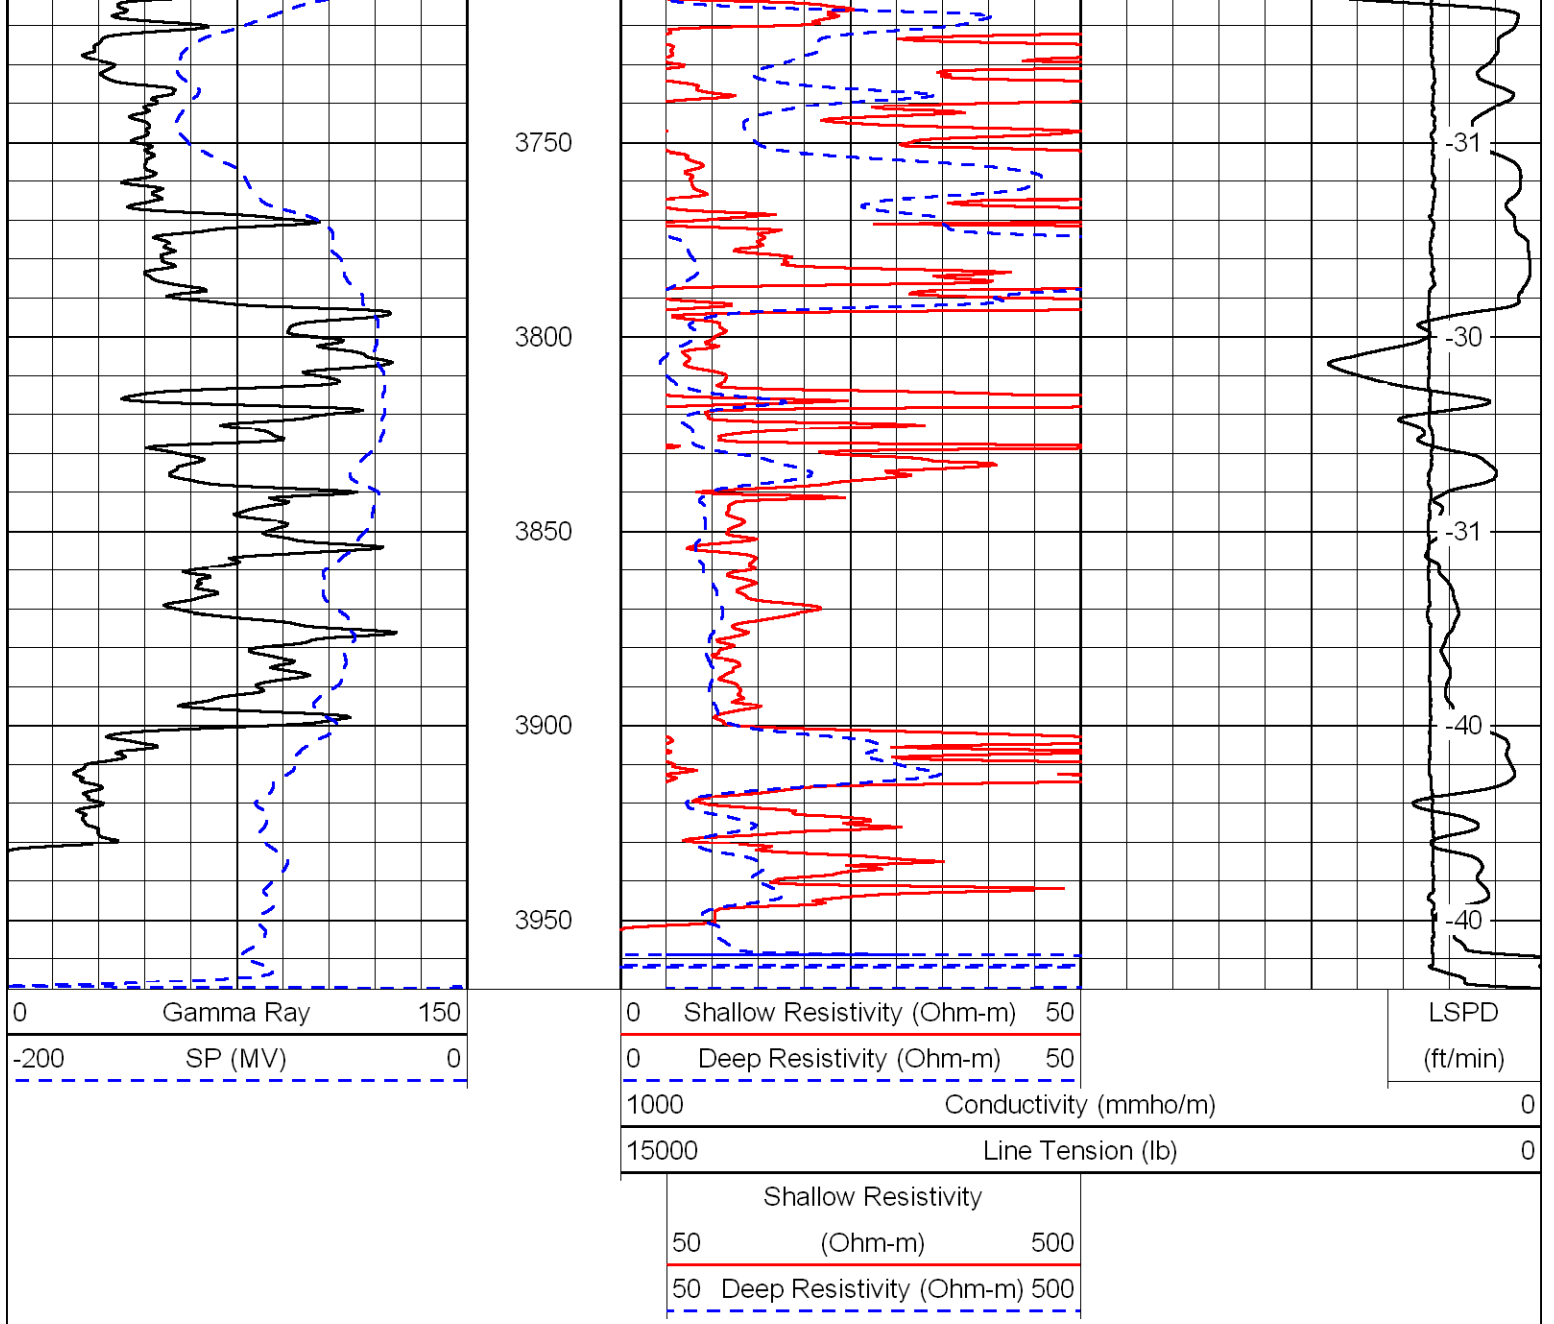 3750
-31
3800
-30
3850
-31
3900
-40
3950
-40
0 Gamma Ray 150
-200 SP (MV) 0
0 Shallow Resistivity (Ohm-m) 50
0 Deep Resistivity (Ohm-m) 50
LSPD
(ft/min)
1000 Conductivity (mmho/m) 0
15000 Line Tension (lb) 0
Shallow Resistivity
50 (Ohm-m) 500
50 Deep Resistivity (Ohm-m) 500